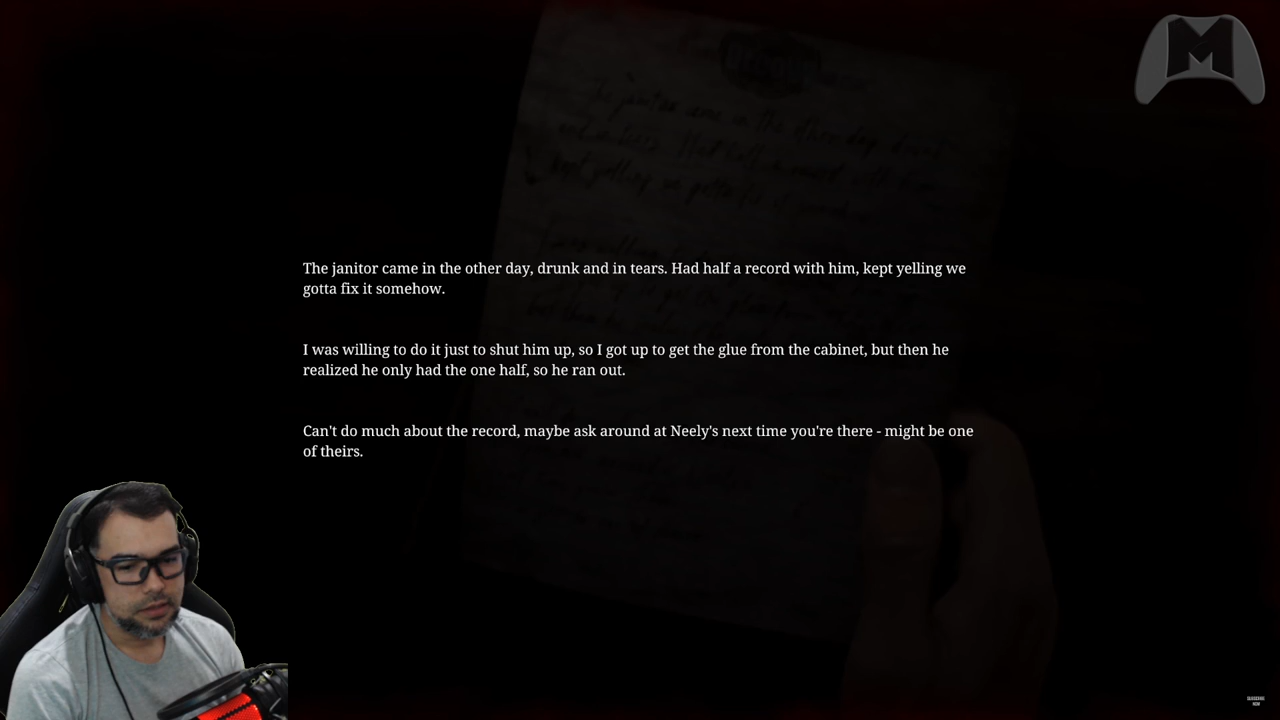 The janitor came in the other day, drunk and in tears. Had half a record with him, kept yelling we
gotta fix it somehow.
I was willing to do it just to shut him up, so I got up to get the glue from the cabinet, but then he
realized he only had the one half, so he ran out.
Can't do much about the record, maybe ask around at Neely's next time you're there - might be one
of theirs.
M
SUBSCRIBE
NOW